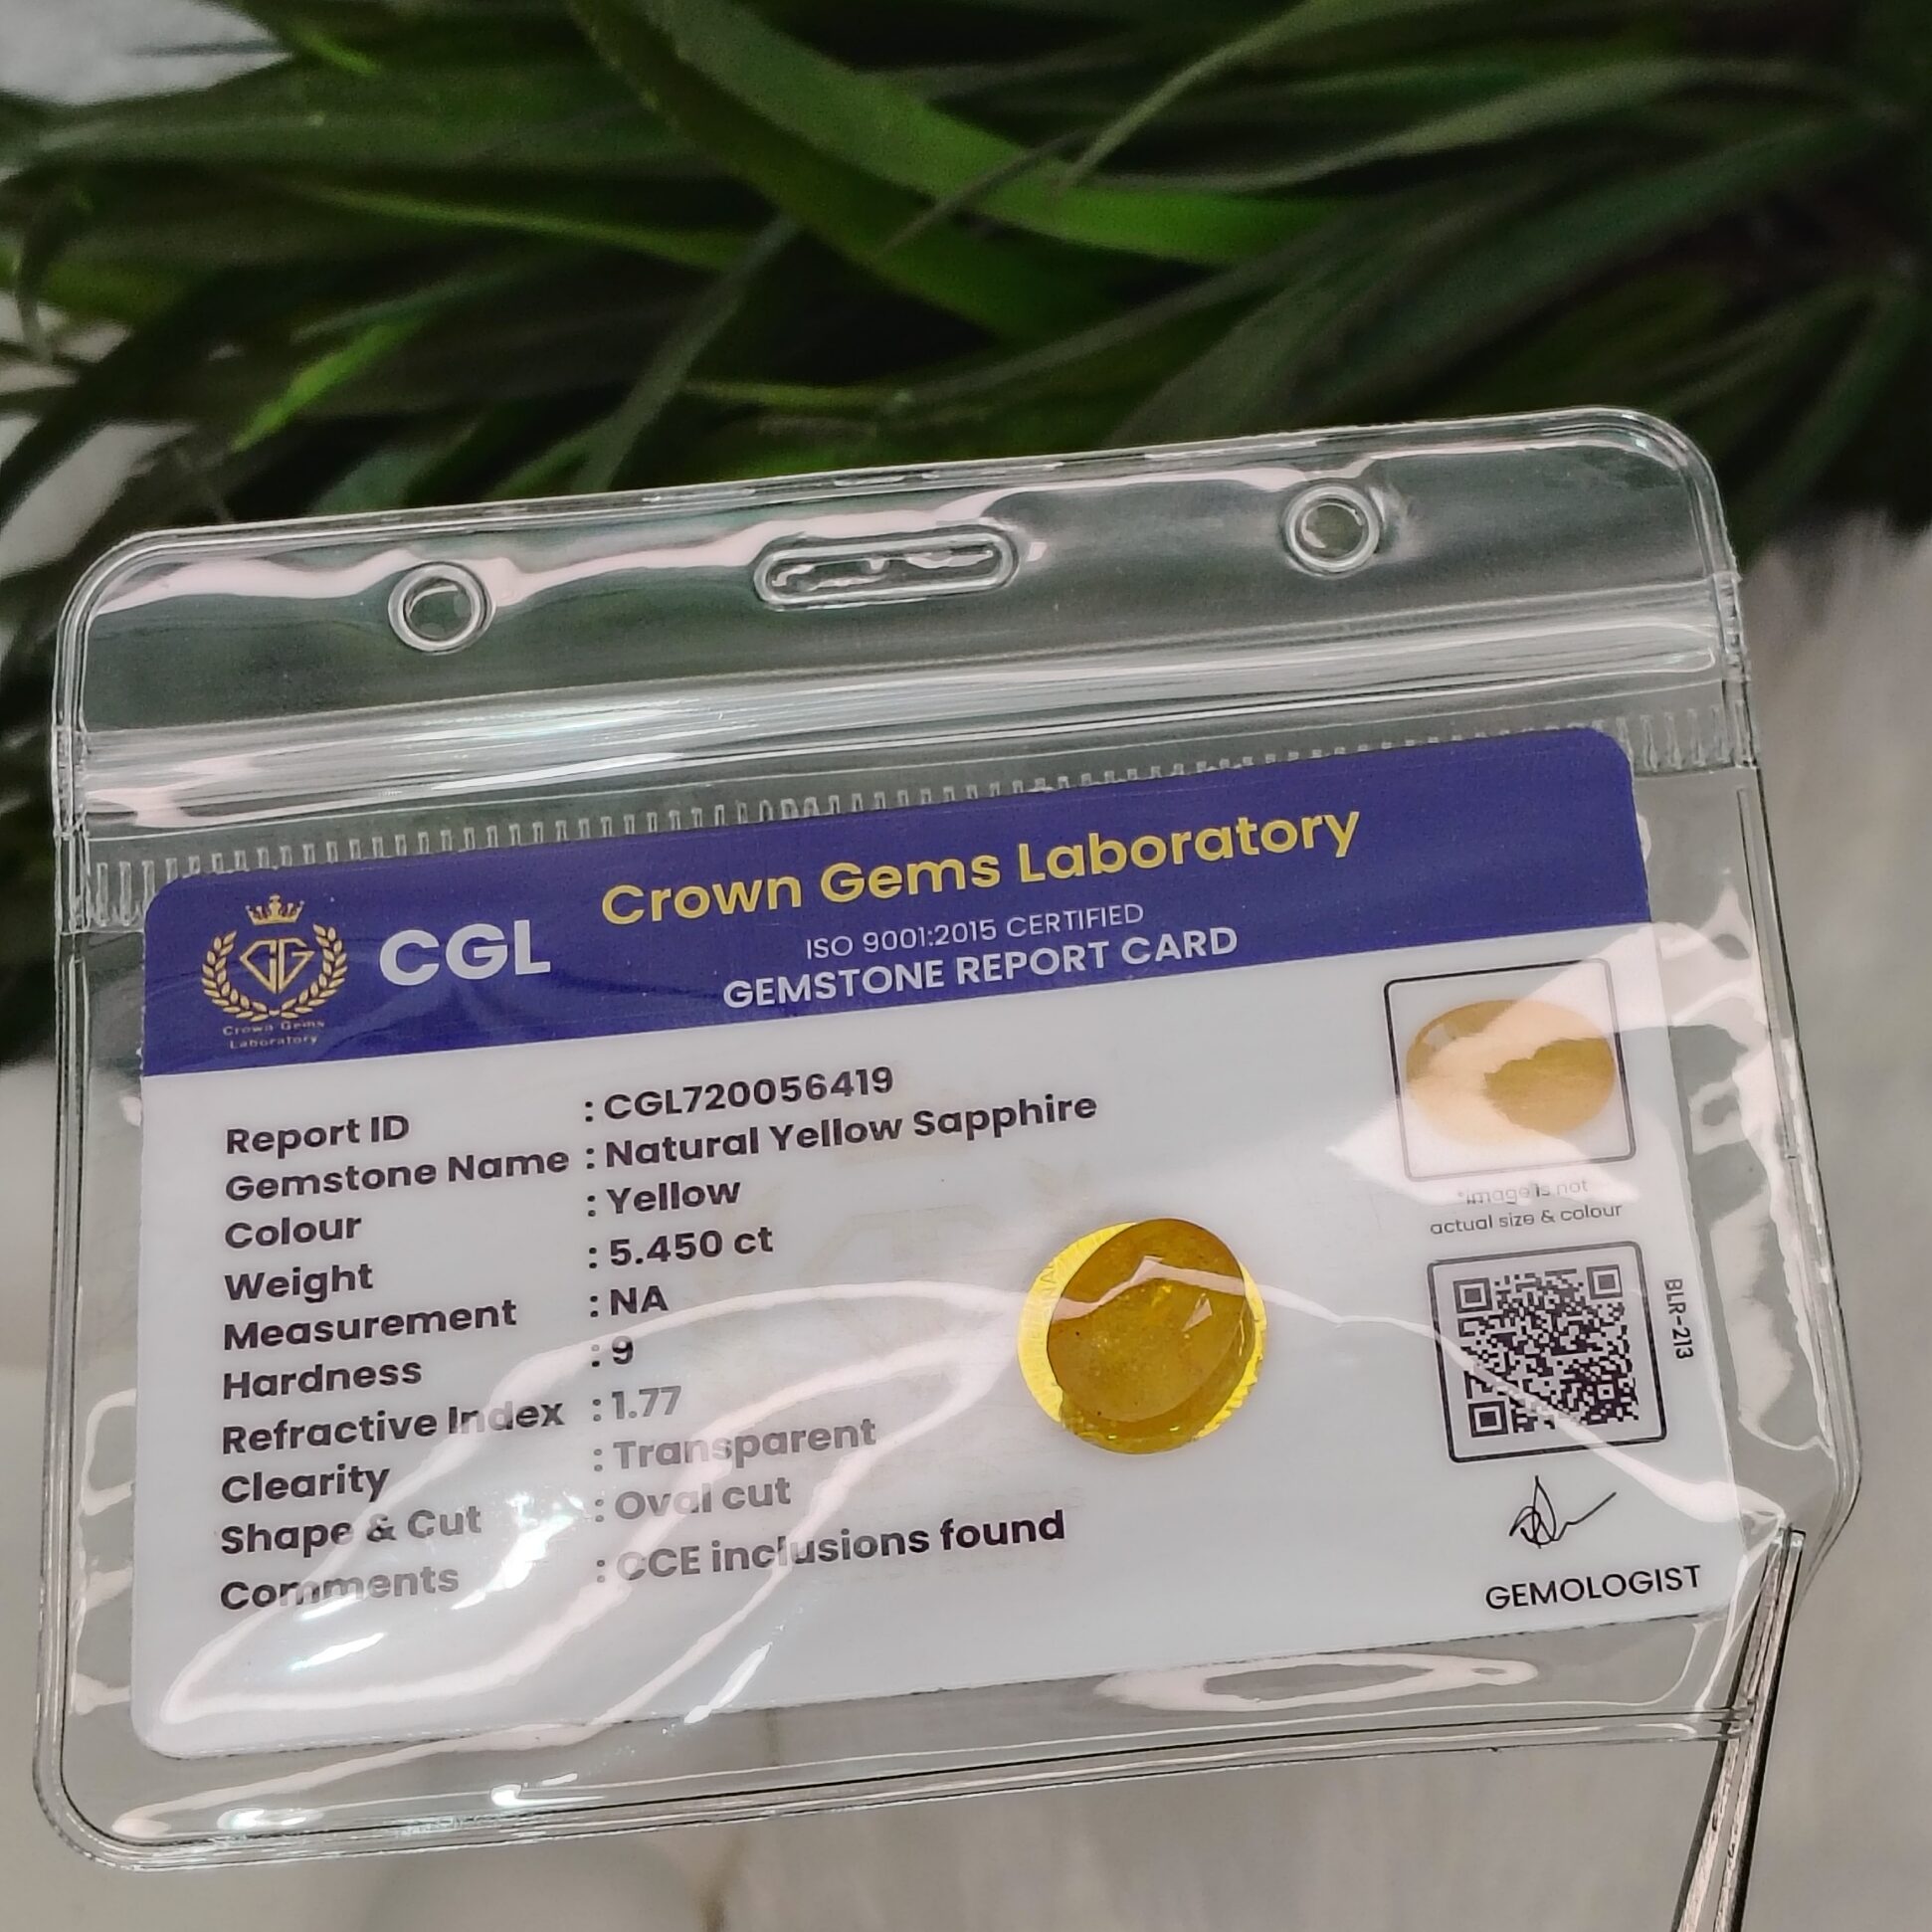 Crown Gems Laboratory
CGL
ISO 9001:2015 CERTIFIED
GEMSTONE REPORT CARD
Crown Gems
Laboratory
Report ID : CGL720056419
Gemstone Name : Natural Yellow Sapphire
Colour : Yellow
Weight : 5.450 ct
Measurement : NA
Hardness : 9
Refractive Index : 1.77
Clearity : Transparent
Shape & Cut : Oval cut
Comments : CCE inclusions found
*image is not
actual size & colour
BLR-213
GEMOLOGIST